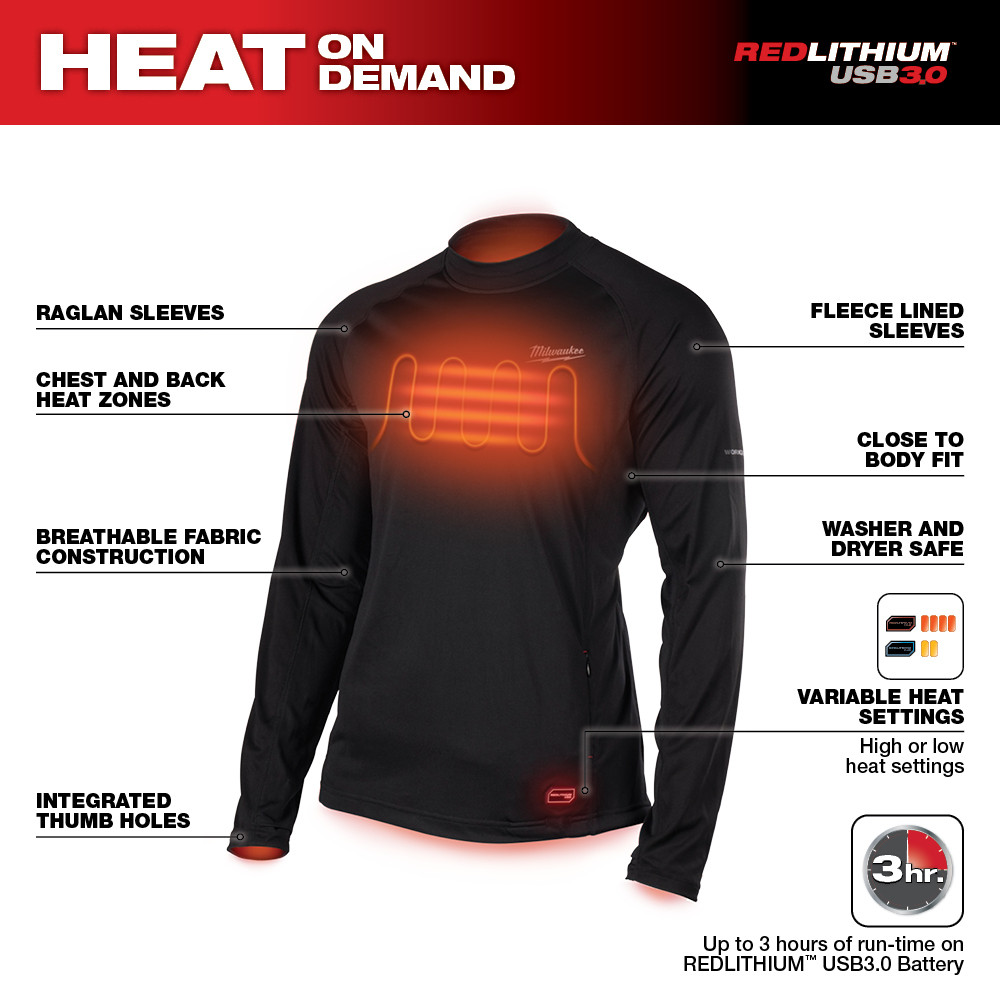 HEAT ON
DEMAND
REDLITHIUM™
USB3.0
RAGLAN SLEEVES
CHEST AND BACK
HEAT ZONES
BREATHABLE FABRIC
CONSTRUCTION
INTEGRATED
THUMB HOLES
Milwaukee
FLEECE LINED
SLEEVES
CLOSE TO
BODY FIT
WASHER AND
DRYER SAFE
VARIABLE HEAT
SETTINGS
High or low
heat settings
3hr.
Up to 3 hours of run-time on
REDLITHIUM™ USB3.0 Battery